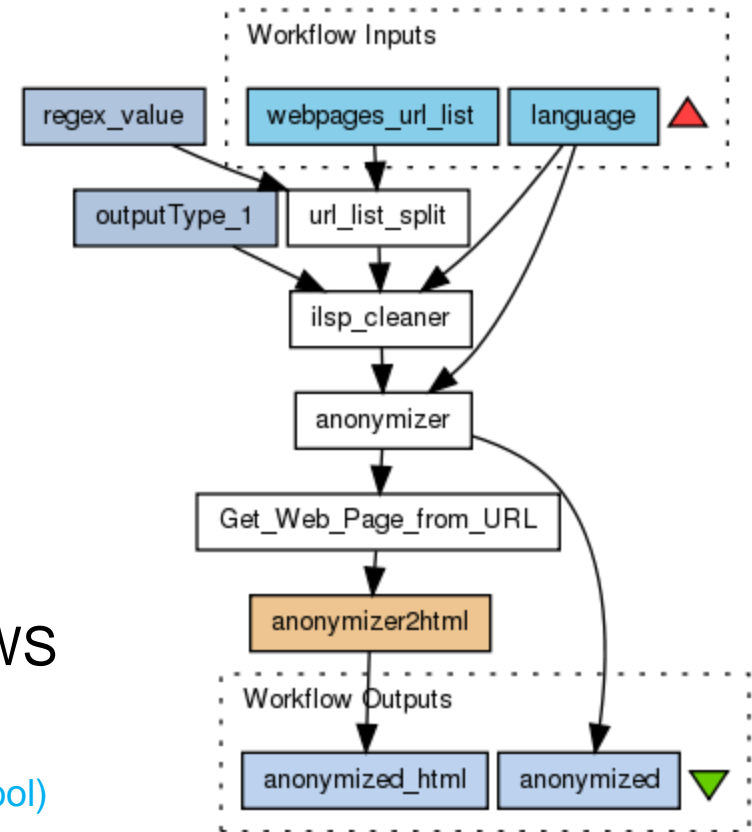 Workflow Inputs
regex_value
webpages_url_list
language
outputType_1
url_list_split
ilsp_cleaner
anonymizer
Get_Web_Page_from_URL
anonymizer2html
Workflow Outputs
anonymized_html
anonymized